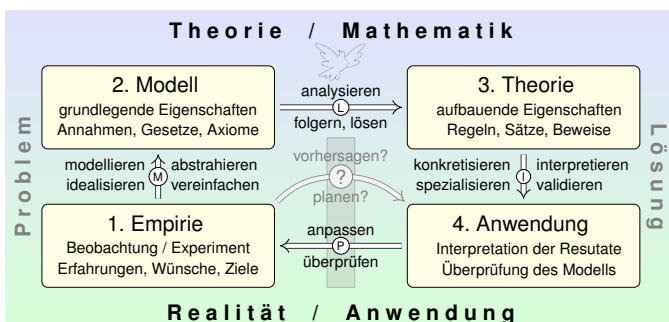 Theorie / Mathematik
2. Modell
grundlegende Eigenschaften
Annahmen, Gesetze, Axiome
analysieren
L
folgern, lösen
3. Theorie
aufbauende Eigenschaften
Regeln, Sätze, Beweise
Problem
Lösung
modellieren
idealisieren
M
abstrahieren
vereinfachen
vorhersagen?
?
planen?
konkretisieren
spezialisieren
I
interpretieren
validieren
1. Empirie
Beobachtung / Experiment
Erfahrungen, Wünsche, Ziele
anpassen
P
überprüfen
4. Anwendung
Interpretation der Resutate
Überprüfung des Modells
Realität / Anwendung